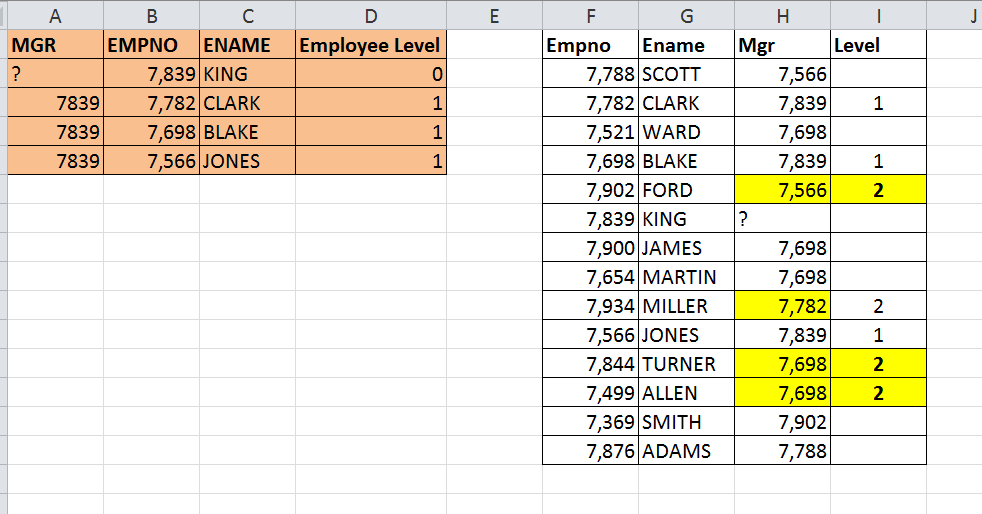 A B C D E F G H I J
MGR EMPNO ENAME Employee Level Empno Ename Mgr Level
? 7,839 KING 0 7,788 SCOTT 7,566
7839 7,782 CLARK 1 7,782 CLARK 7,839 1
7839 7,698 BLAKE 1 7,521 WARD 7,698
7839 7,566 JONES 1 7,698 BLAKE 7,839 1
7,902 FORD 7,566 2
7,839 KING ?
7,900 JAMES 7,698
7,654 MARTIN 7,698
7,934 MILLER 7,782 2
7,566 JONES 7,839 1
7,844 TURNER 7,698 2
7,499 ALLEN 7,698 2
7,369 SMITH 7,902
7,876 ADAMS 7,788